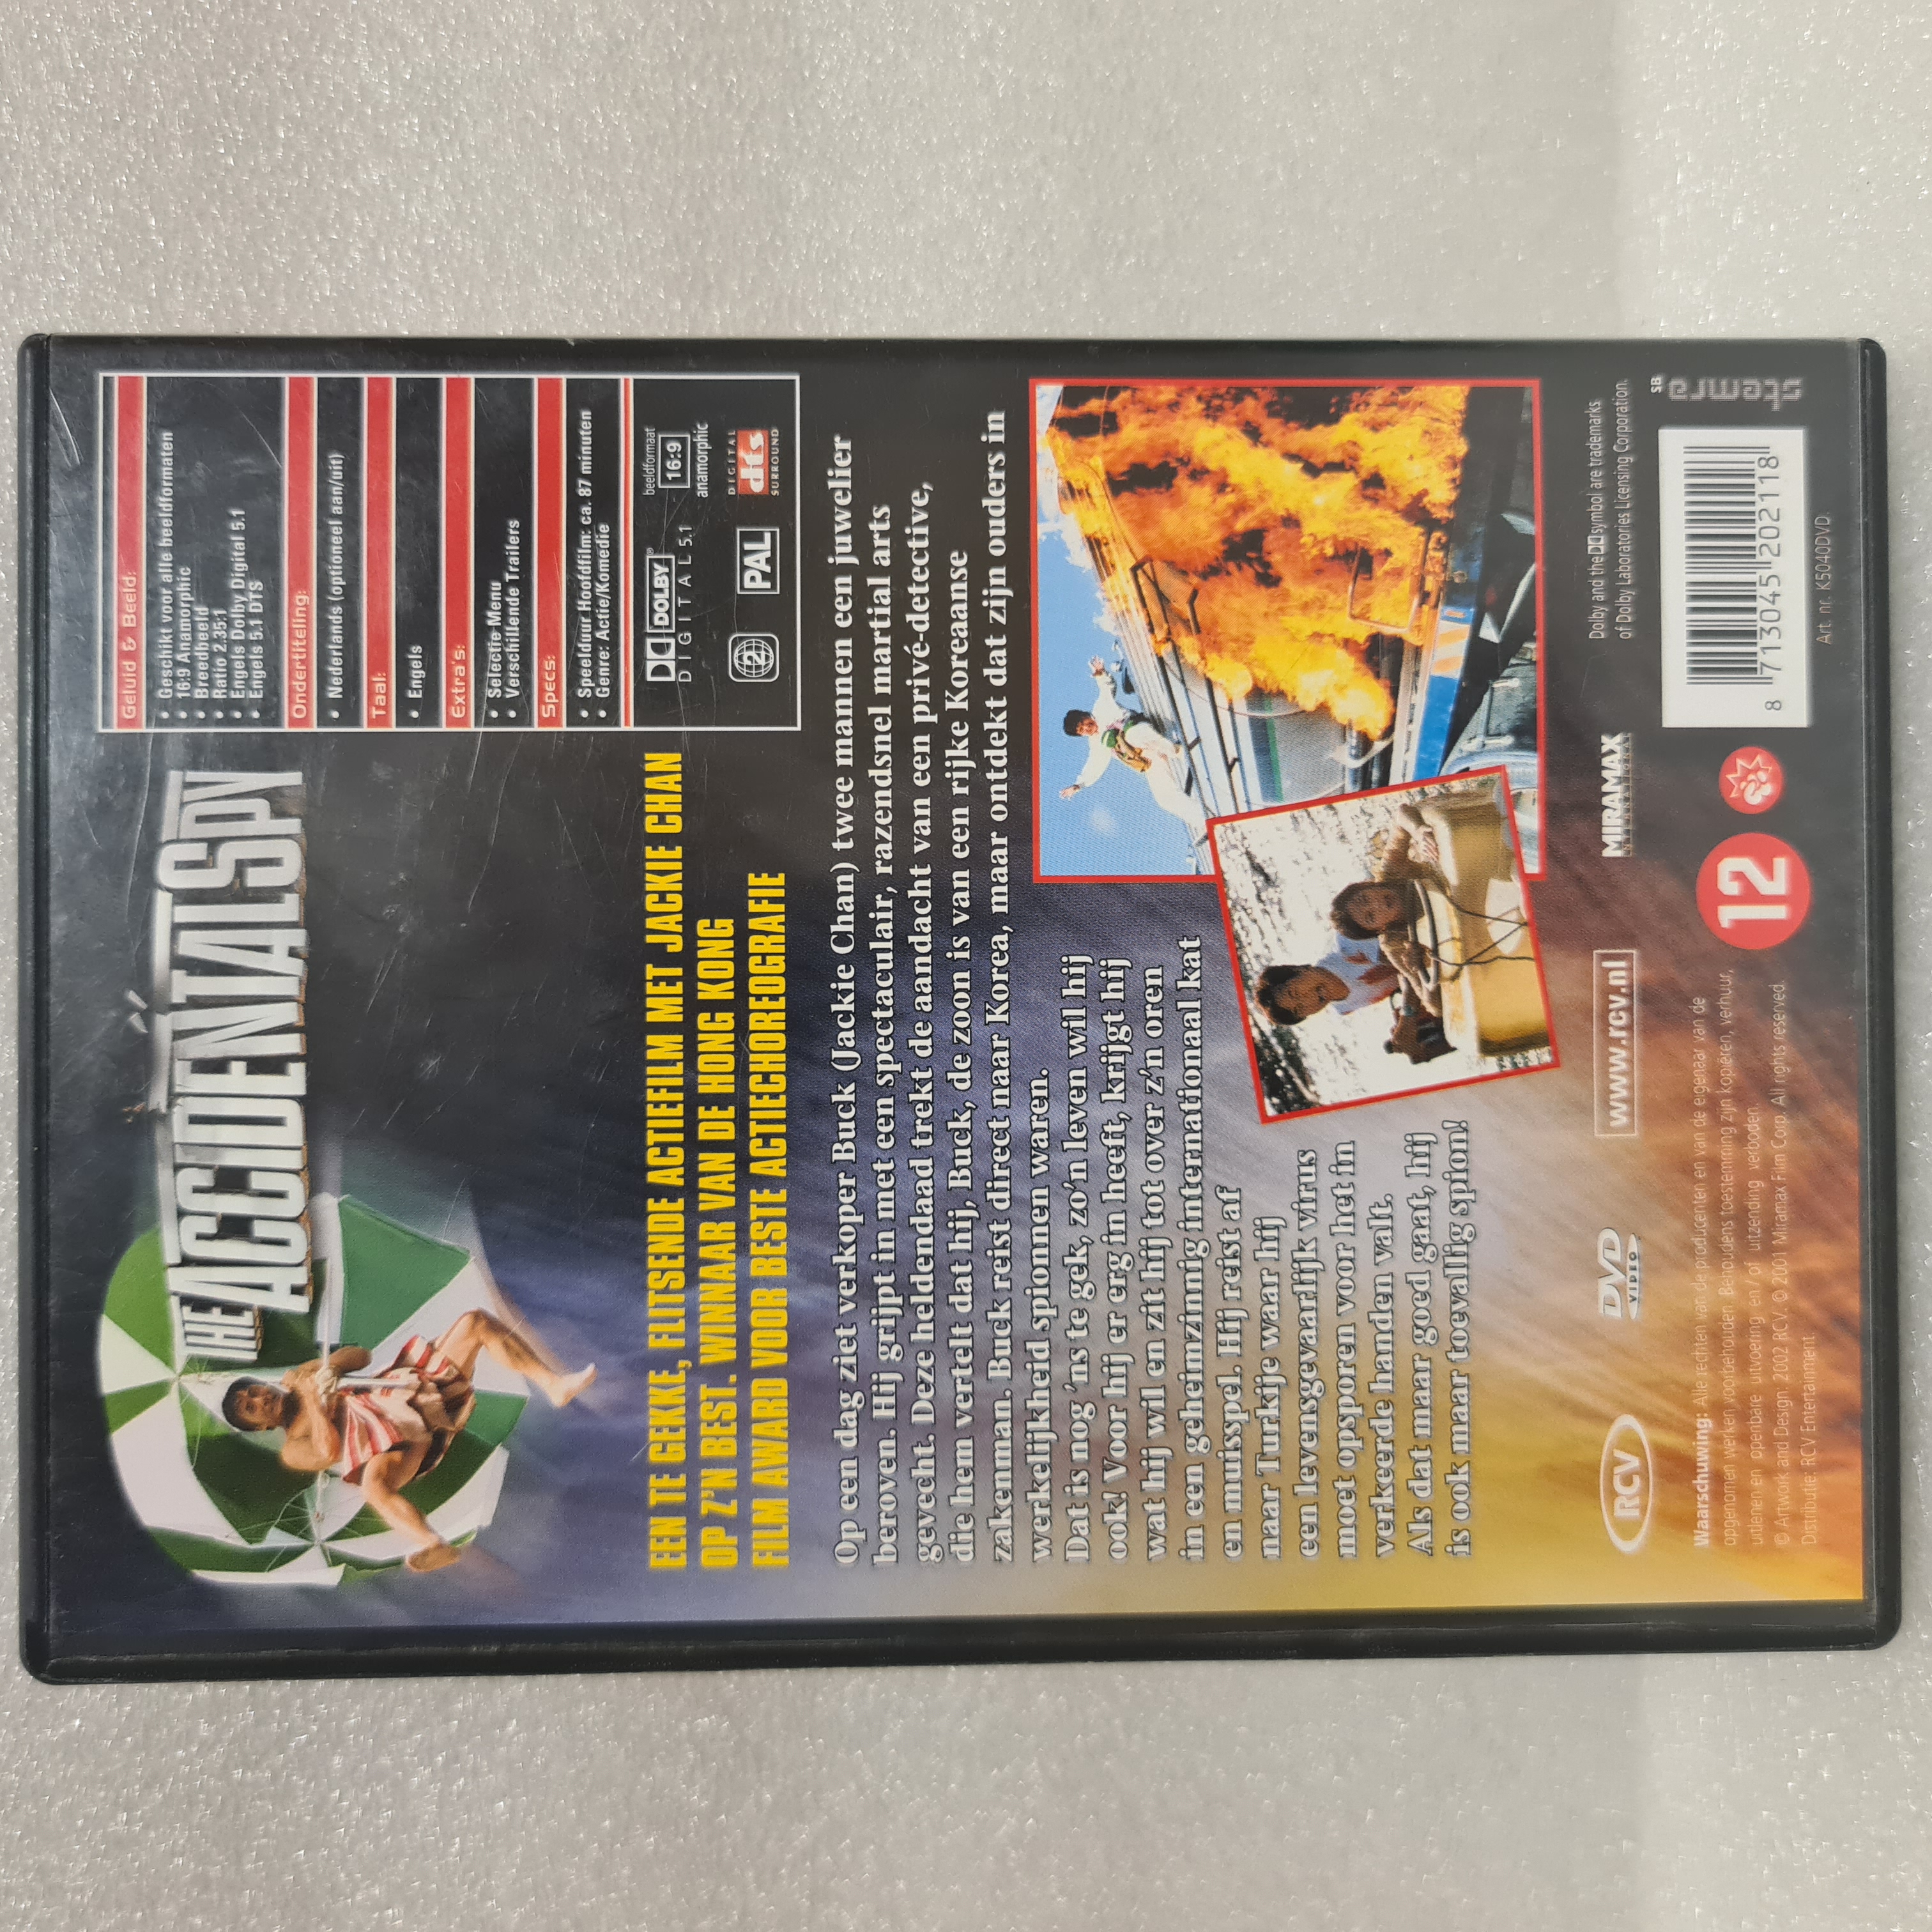 THE ACCIDENTAL SPY
Geluid & Beeld:
• Geschikt voor alle beeldformaten
• 16:9 Anamorphic
• Breedbeeld
• Ratio 2.35:1
• Engels Dolby Digital 5.1
• Engels 5.1 DTS
Ondertiteling:
• Nederlands (optioneel aan/uit)
Taal:
• Engels
Extra's:
• Selectie Menu
• Verschillende Trailers
Specs:
• Speelduur Hoofdfilm: ca. 87 minuten
• Genre: Actie/Komedie
DOLBY
DIGITAL 5.1
beeldformaat
16:9
anamorphic
2
PAL
DIGITAL
dts
SURROUND
EEN TE GEKKE, FLITSENDE ACTIEFILM MET JACKIE CHAN
OP Z'N BEST. WINNAAR VAN DE HONG KONG
FILM AWARD VOOR BESTE ACTIECHOREOGRAFIE
Op een dag ziet verkoper Buck (Jackie Chan) twee mannen een juwelier
beroven. Hij grijpt in met een spectaculair, razendsnel martial arts
gevecht. Deze heldendaad trekt de aandacht van een privé-detective,
die hem vertelt dat hij, Buck, de zoon is van een rijke Koreaanse
zakenman. Buck reist direct naar Korea, maar ontdekt dat zijn ouders in
werkelijkheid spionnen waren.
Dat is nog 'ns te gek, zo'n leven wil hij
ook! Voor hij er erg in heeft, krijgt hij
wat hij wil en zit hij tot over z'n oren
in een geheimzinnig internationaal kat
en muisspel. Hij reist af
naar Turkije waar hij
een levensgevaarlijk virus
moet opsporen voor het in
verkeerde handen valt.
Als dat maar goed gaat, hij
is ook maar toevallig spion!
RCV
DVD
VIDEO
www.rcv.nl
MIRAMAX
Dolby and the symbol are trademarks
of Dolby Laboratories Licensing Corporation.
Waarschuwing: Alle rechten van de producenten en van de eigenaar van de
opgenomen werken voorbehouden. Behoudens toestemming zijn kopiëren, verhuur,
uitlenen en openbare uitvoering en / of uitzending verboden.
© Artwork and Design. 2002 RCV. © 2001 Miramax Film Corp. All rights reserved.
Distributie: RCV Entertainment
12
8 713045 202118
SB
stemra
Art. nr. K5040DVD